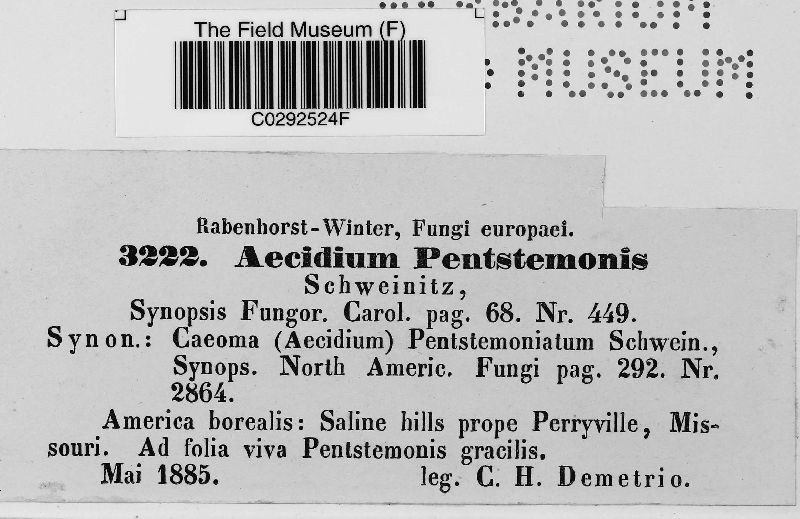 BARIUM
MUSEUM
The Field Museum (F)
C0292524F
Rabenhorst-Winter, Fungi europaei.
3222. Aecidium Pentstemonis
Schweinitz,
Synopsis Fungor. Carol. pag. 68. Nr. 449.
Synon.: Caeoma (Aecidium) Pentstemoniatum Schwein.,
Synops. North Americ. Fungi pag. 292. Nr.
2864.
America borealis: Saline hills prope Perryville, Mis-
souri. Ad folia viva Pentstemonis gracilis.
Mai 1885. leg. C. H. Demetrio.